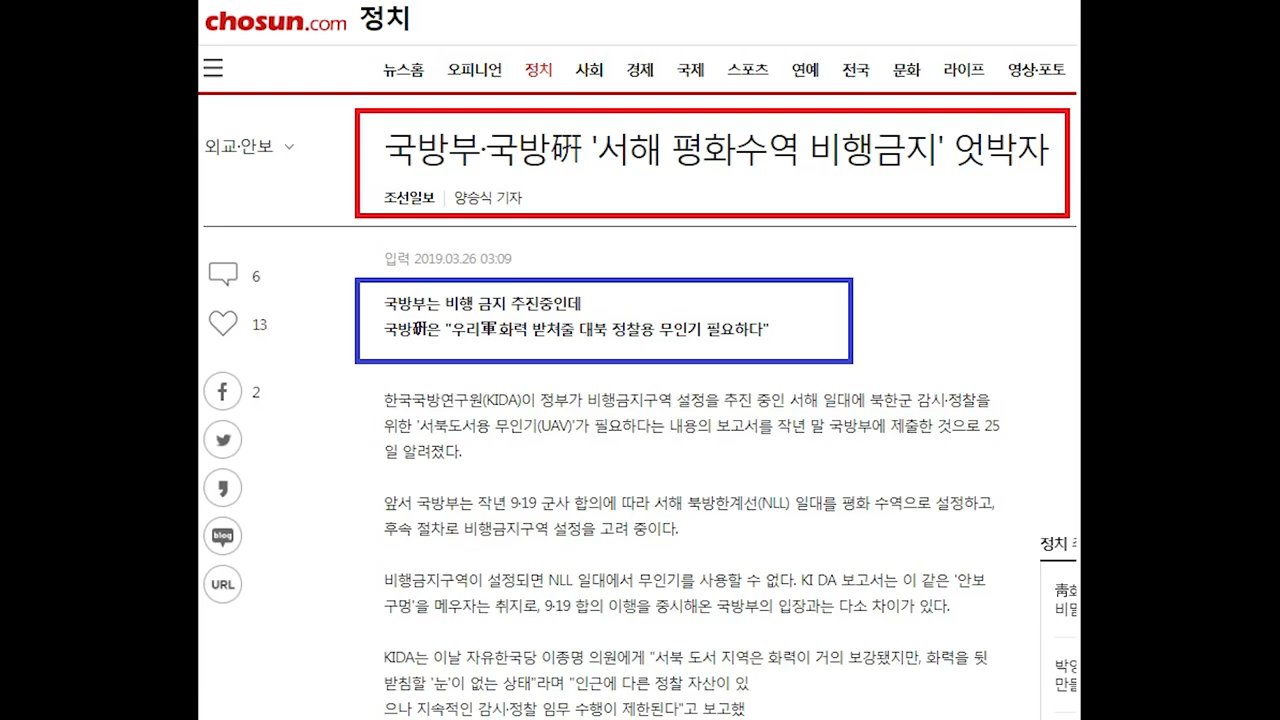 chosun.com 정치
뉴스홈 오피니언 정치 사회 경제 국제 스포츠 연예 전국 문화 라이프 영상·포토
외교·안보
국방부·국방硏 '서해 평화수역 비행금지' 엇박자
조선일보 양승식 기자
입력 2019.03.26 03:09
6
13
2
blog
URL
국방부는 비행 금지 추진중인데
국방硏은 "우리軍 화력 받쳐줄 대북 정찰용 무인기 필요하다"
한국국방연구원(KIDA)이 정부가 비행금지구역 설정을 추진 중인 서해 일대에 북한군 감시·정찰을
위한 '서북도서용 무인기(UAV)'가 필요하다는 내용의 보고서를 작년 말 국방부에 제출한 것으로 25
일 알려졌다.
앞서 국방부는 작년 9·19 군사 합의에 따라 서해 북방한계선(NLL) 일대를 평화 수역으로 설정하고,
후속 절차로 비행금지구역 설정을 고려 중이다.
비행금지구역이 설정되면 NLL 일대에서 무인기를 사용할 수 없다. KI DA 보고서는 이 같은 '안보
구멍'을 메우자는 취지로, 9·19 합의 이행을 중시해온 국방부의 입장과는 다소 차이가 있다.
KIDA는 이날 자유한국당 이종명 의원에게 "서북 도서 지역은 화력이 거의 보강됐지만, 화력을 뒷
받침할 '눈'이 없는 상태"라며 "인근에 다른 정찰 자산이 있
으나 지속적인 감시·정찰 임무 수행이 제한된다"고 보고했
정치
비밀
박영
만들